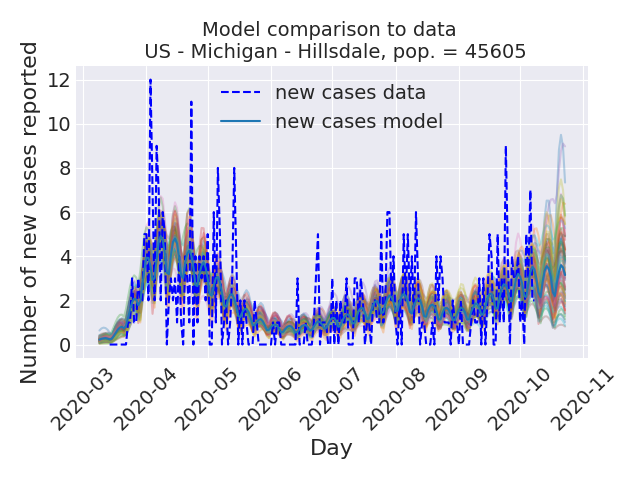 Model comparison to data
US - Michigan - Hillsdale, pop. = 45605
new cases data
new cases model
Number of new cases reported
12
10
8
6
4
2
0
2020-03
2020-04
2020-05
2020-06
2020-07
2020-08
2020-09
2020-10
2020-11
Day